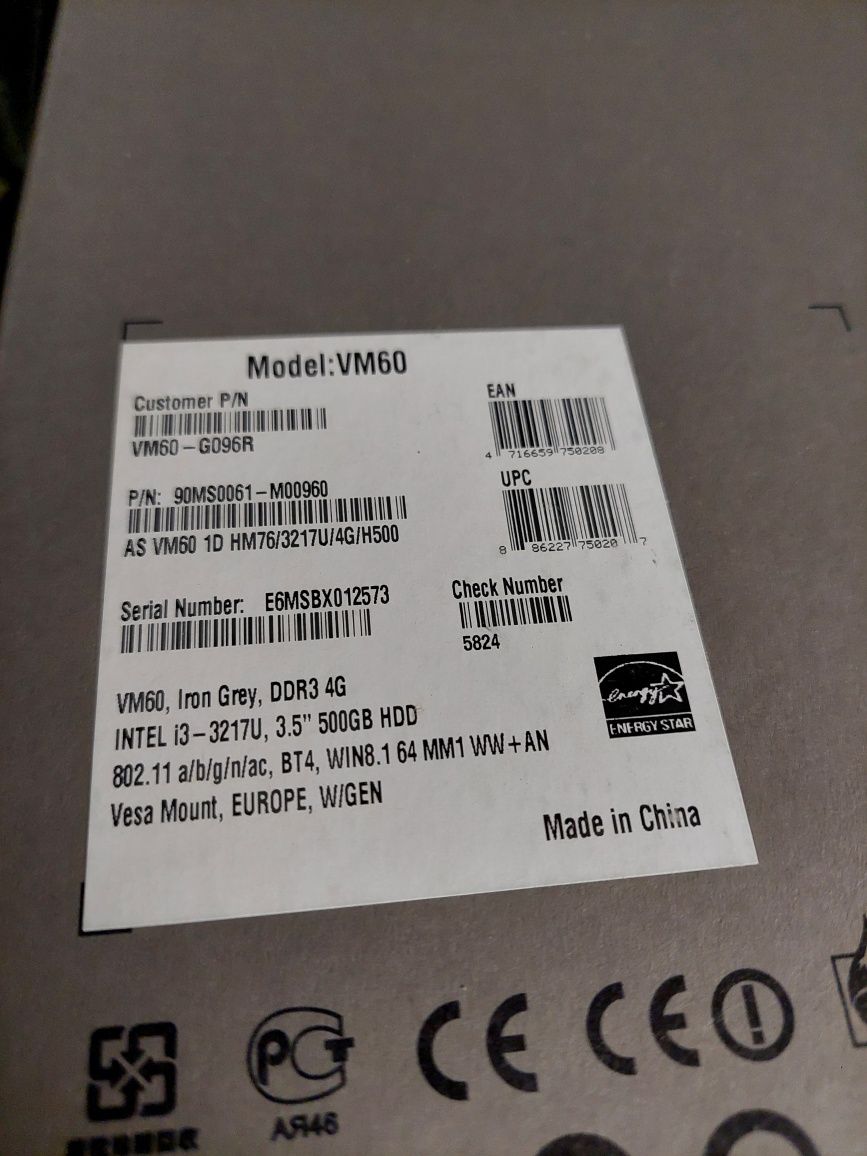 Model:VM60
Customer P/N
VM60-G096R
EAN
4 716659 750208
P/N: 90MS0061-M00960
AS VM60 1D HM76/3217U/4G/H500
UPC
8 86227 75020 7
Serial Number: E6MSBX012573
Check Number
5824
VM60, Iron Grey, DDR3 4G
INTEL i3-3217U, 3.5" 500GB HDD
802.11 a/b/g/n/ac, BT4, WIN8.1 64 MM1 WW+AN
Vesa Mount, EUROPE, W/GEN
energy
ENERGY STAR
Made in China
PCT
CE
CE
АЯ46